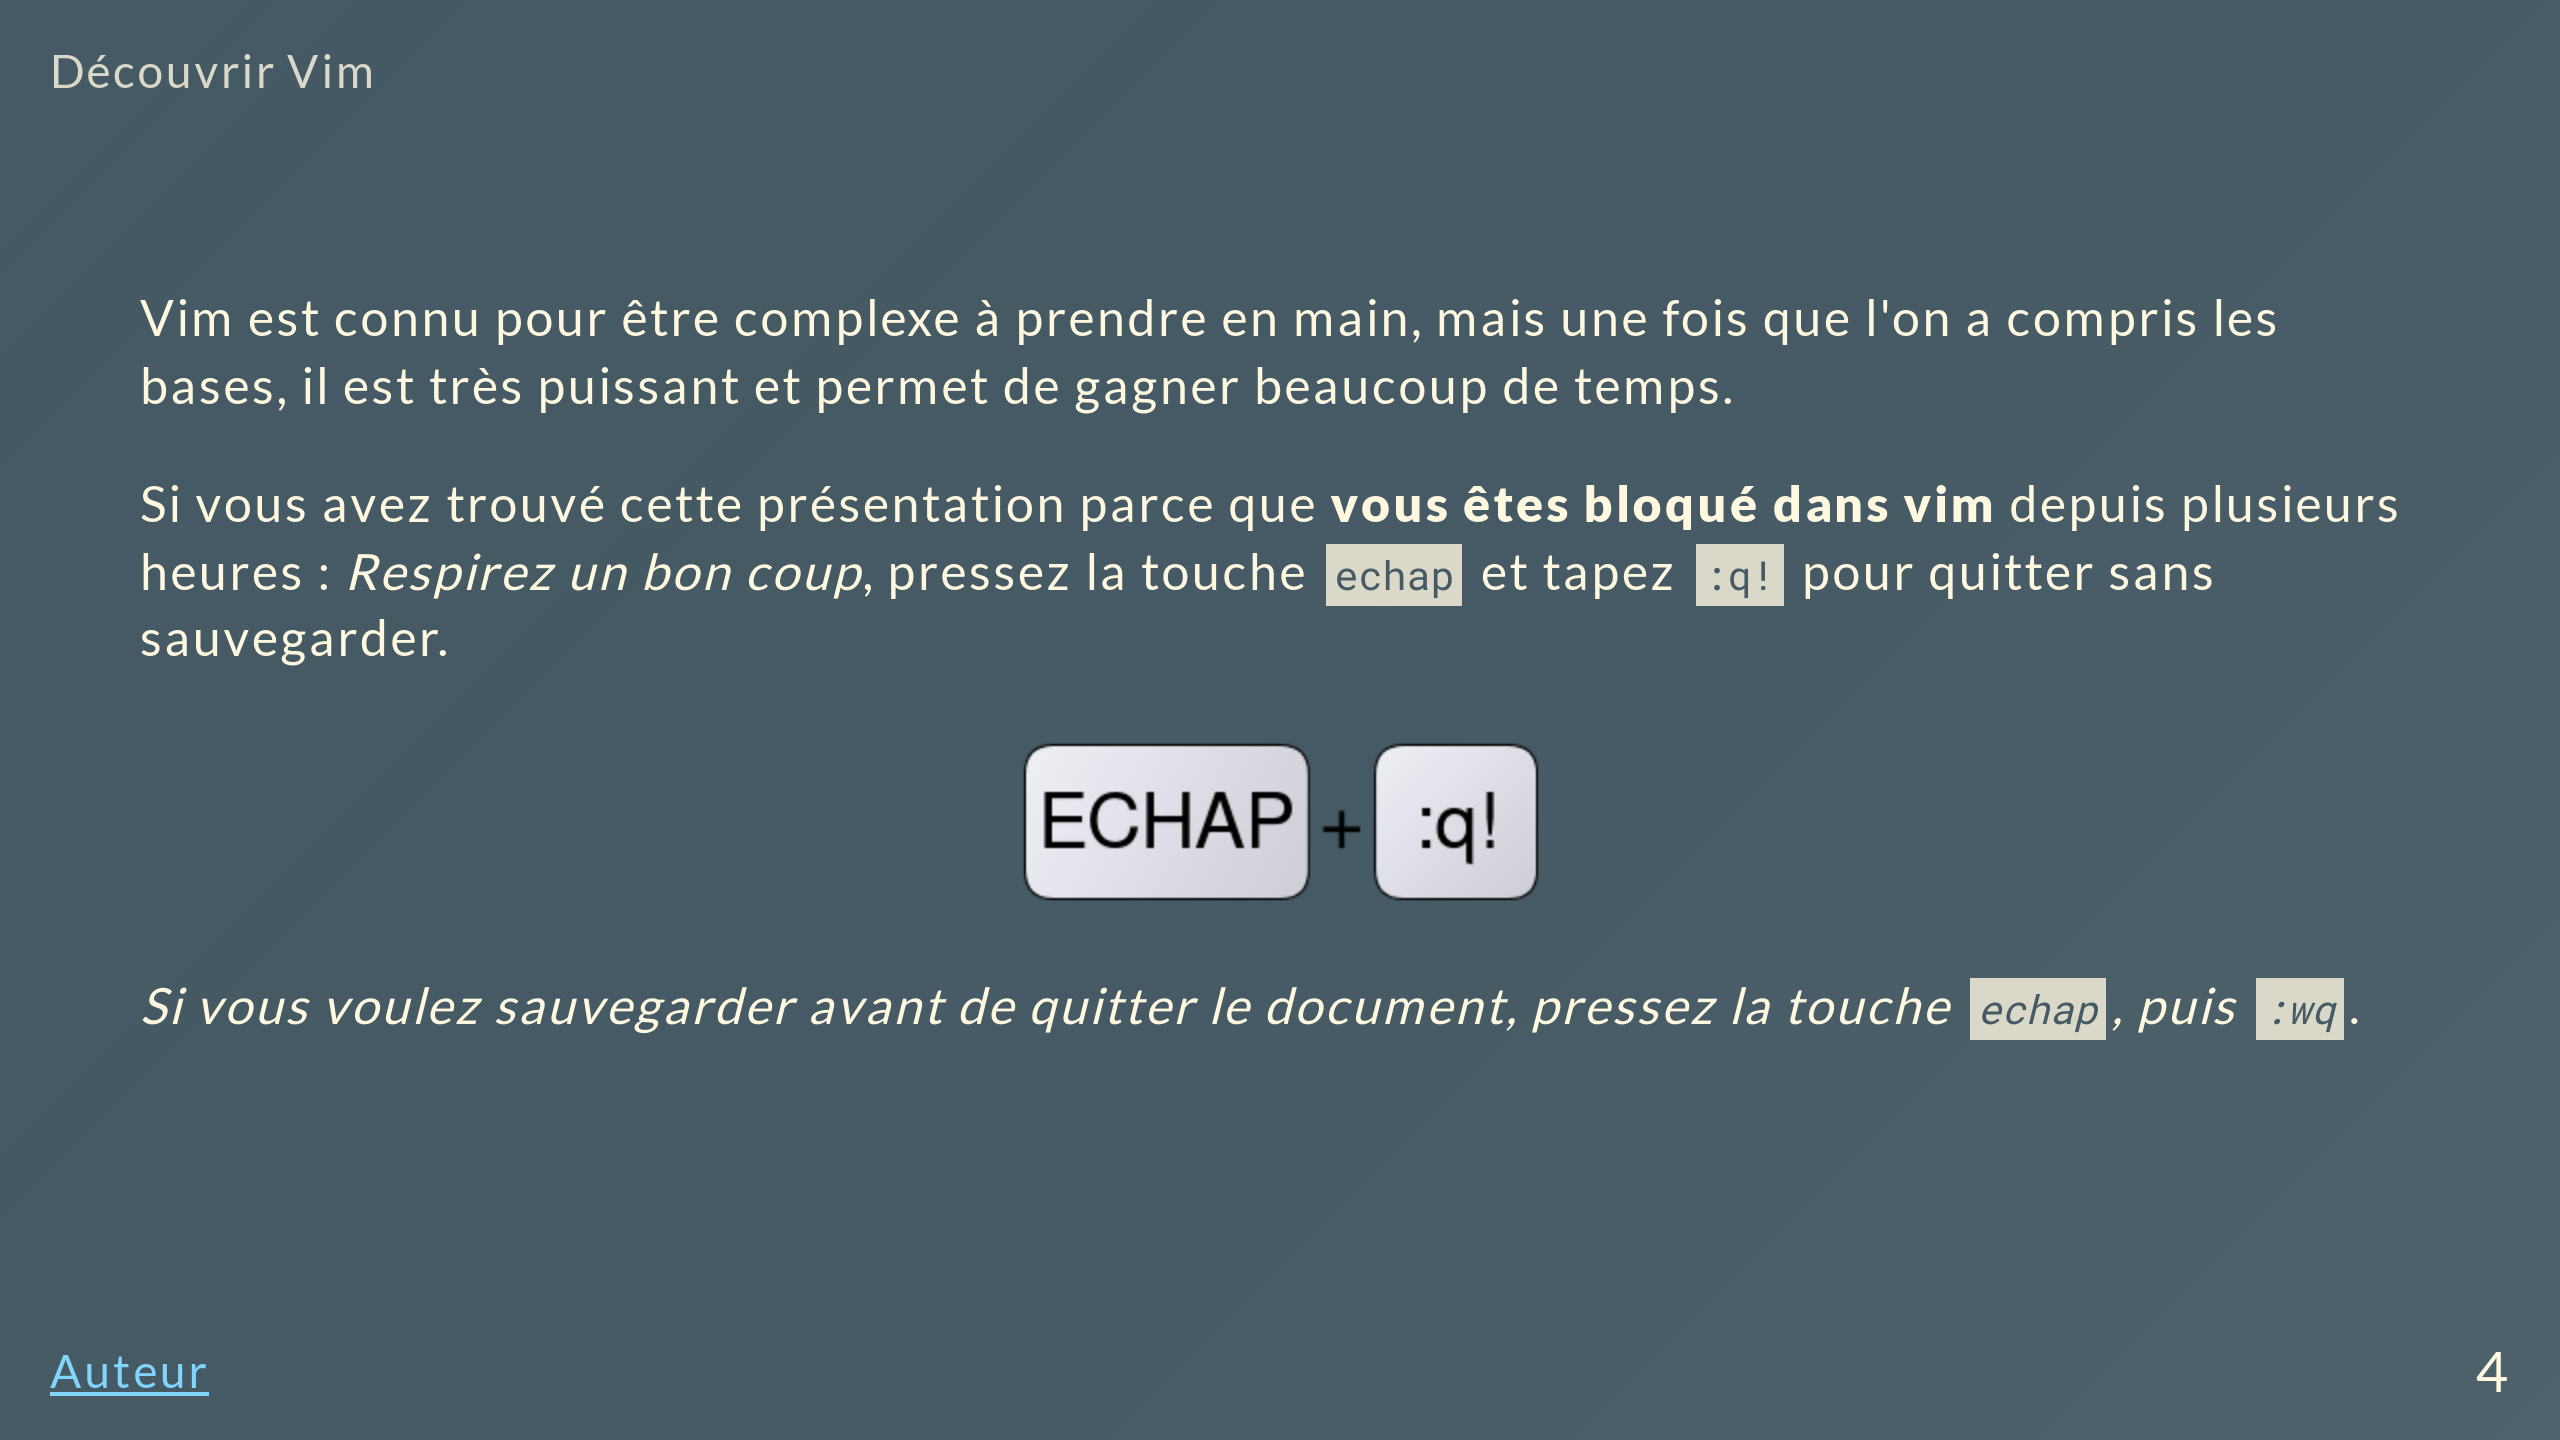 Découvrir Vim
Vim est connu pour être complexe à prendre en main, mais une fois que l'on a compris les
bases, il est très puissant et permet de gagner beaucoup de temps.
Si vous avez trouvé cette présentation parce que vous êtes bloqué dans vim depuis plusieurs
heures : Respirez un bon coup, pressez la touche echap et tapez :q! pour quitter sans
sauvegarder.
ECHAP + :q!
Si vous voulez sauvegarder avant de quitter le document, pressez la touche echap, puis :wq.
Auteur
4